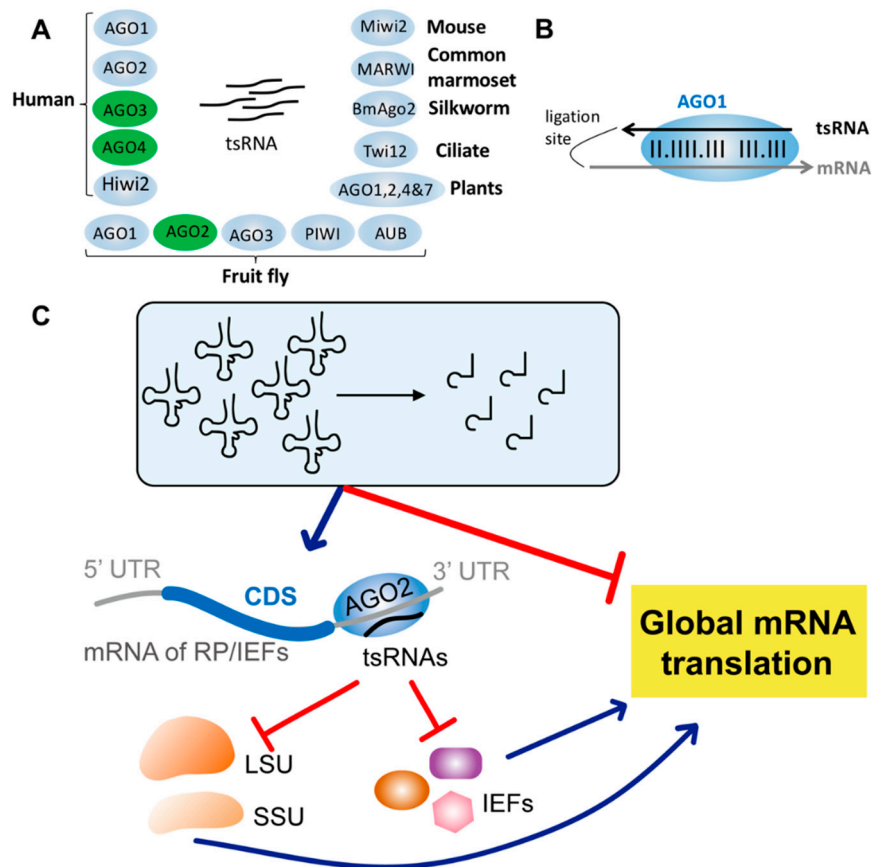 A
Human
AGO1
AGO2
AGO3
AGO4
Hiwi2
tsRNA
Miwi2 Mouse
MARWI Common
marmoset
BmAgo2 Silkworm
Twi12 Ciliate
AGO1,2,4&7 Plants
AGO1 AGO2 AGO3 PIWI AUB
Fruit fly
B
AGO1
ligation
site
tsRNA
mRNA
C
5' UTR
CDS
AGO2
3' UTR
mRNA of RP/IEFs
tsRNAs
LSU
SSU
IEFs
Global mRNA
translation